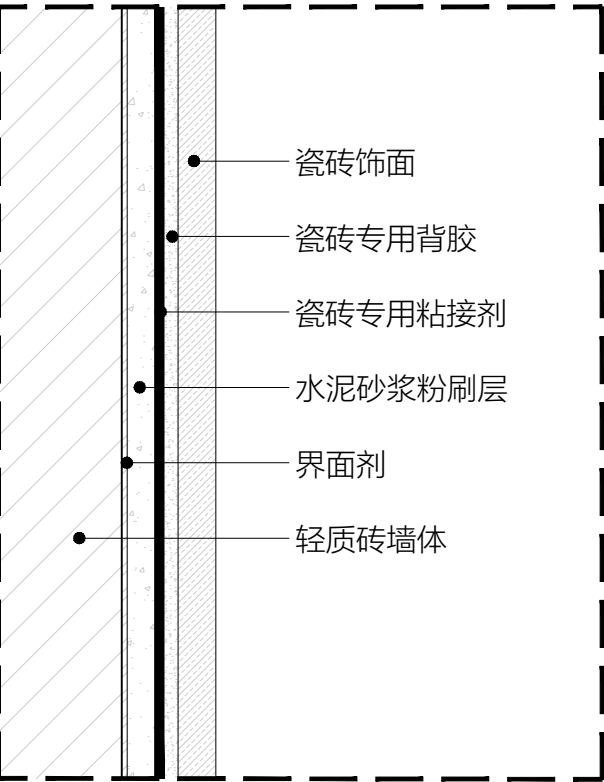 瓷砖饰面
瓷砖专用背胶
瓷砖专用粘接剂
水泥砂浆粉刷层
界面剂
轻质砖墙体